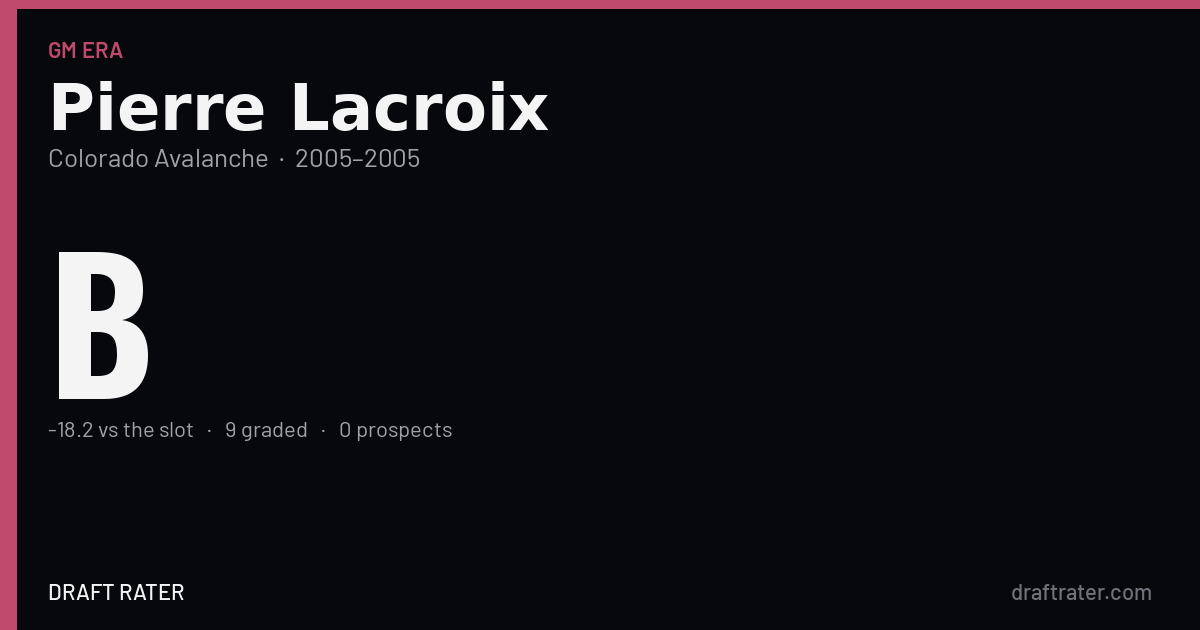 GM ERA
Pierre Lacroix
Colorado Avalanche · 2005–2005
B
-18.2 vs the slot · 9 graded · 0 prospects
DRAFT RATER
draftrater.com